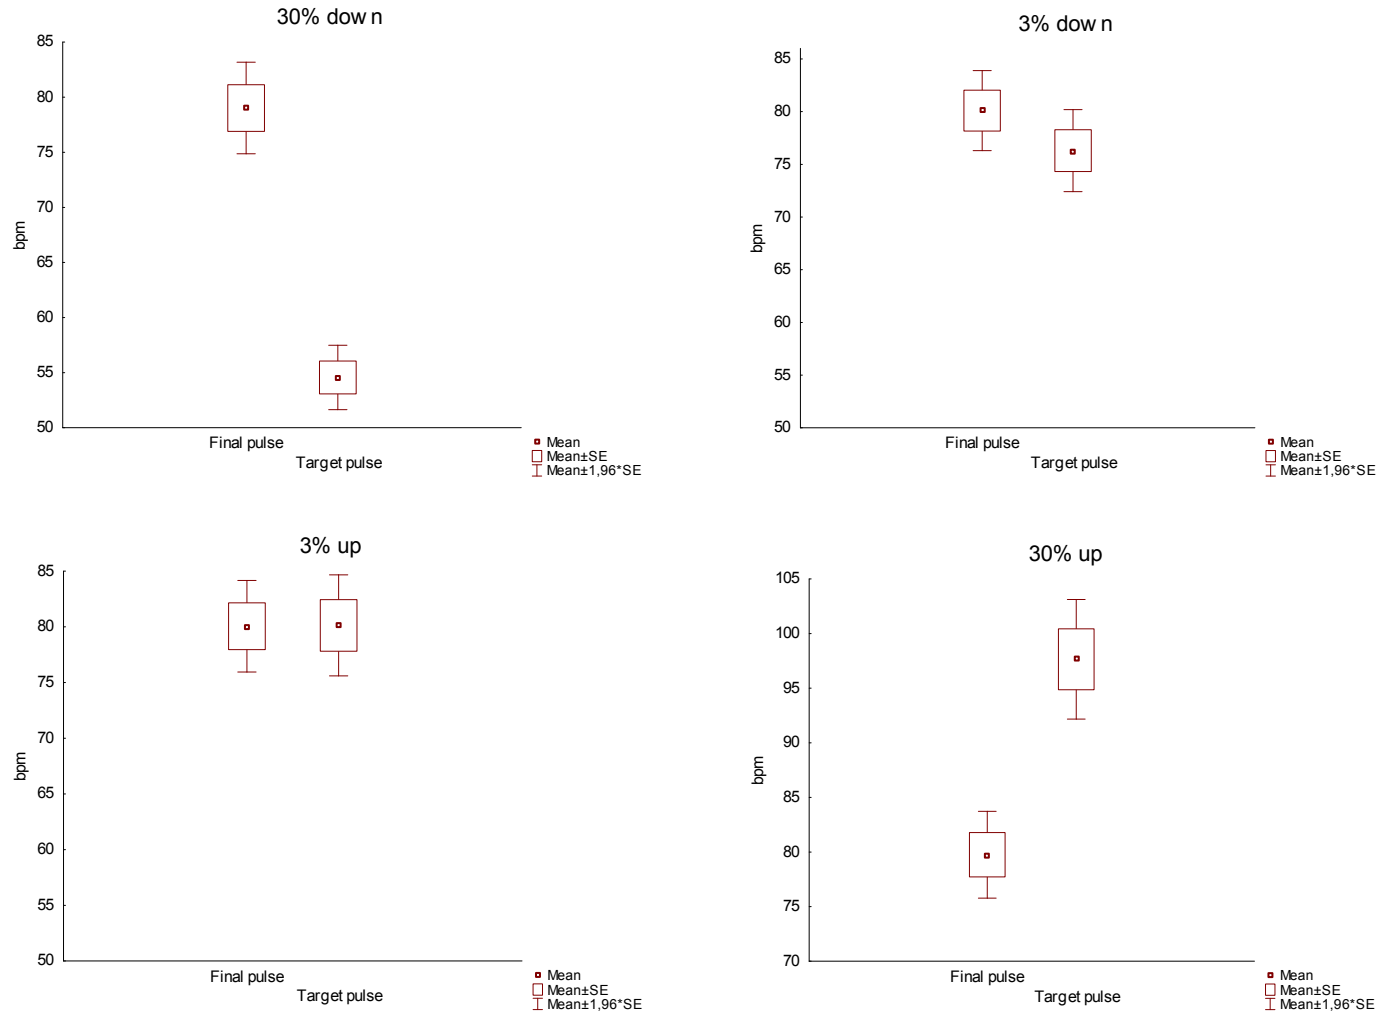 30% down
85
80
75
70
65
60
55
50
bpm
Final pulse
Target pulse
Mean
Mean±SE
Mean±1,96*SE
3% down
85
80
75
70
65
60
55
50
bpm
Final pulse
Target pulse
Mean
Mean±SE
Mean±1,96*SE
3% up
85
80
75
70
65
60
55
50
bpm
Final pulse
Target pulse
Mean
Mean±SE
Mean±1,96*SE
30% up
105
100
95
90
85
80
75
70
bpm
Final pulse
Target pulse
Mean
Mean±SE
Mean±1,96*SE